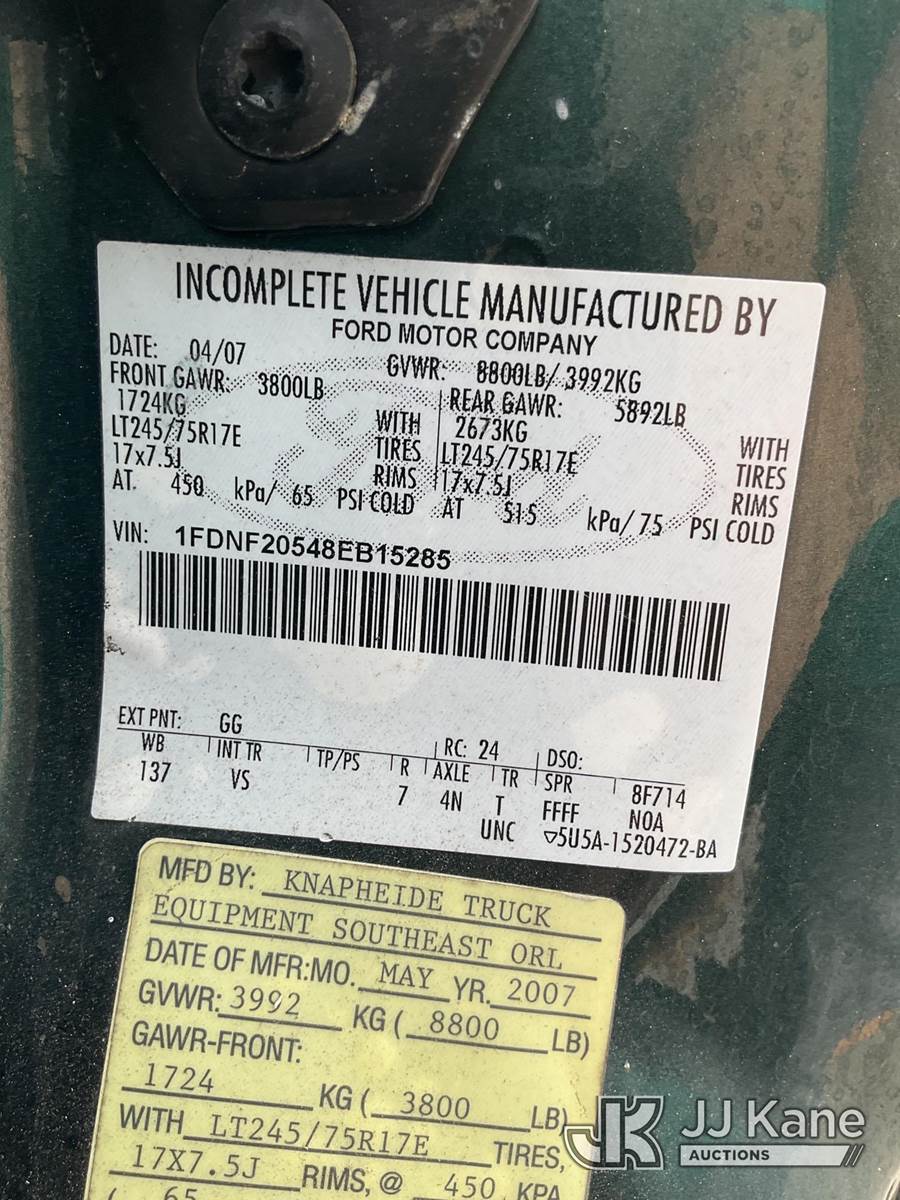 INCOMPLETE VEHICLE MANUFACTURED BY
FORD MOTOR COMPANY
DATE: 04/07 GVWR: 8800LB/ 3992KG
FRONT GAWR: 3800LB REAR GAWR: 5892LB
1724KG WITH 2673KG WITH
LT245/75R17E TIRES LT245/75R17E TIRES
17x7.5J RIMS 17x7.5J RIMS
AT 450 kPa/ 65 PSI COLD AT 515 kPa/ 75 PSI COLD
VIN: 1FDNF20548EB15285
EXT PNT: GG RC: 24 DSO:
WB INT TR TP/PS R AXLE TR SPR 8F714
137 VS 7 4N T FFFF NOA
UNC ▽5U5A-1520472-BA
MFD BY: KNAPHEIDE TRUCK
EQUIPMENT SOUTHEAST ORL
DATE OF MFR:MO. MAY YR. 2007
GVWR: 3992 KG ( 8800 LB)
GAWR-FRONT:
1724 KG ( 3800 LB)
WITH LT245/75R17E TIRES,
17X7.5J RIMS, @ 450 KPA
( 65
JK JJ Kane
AUCTIONS